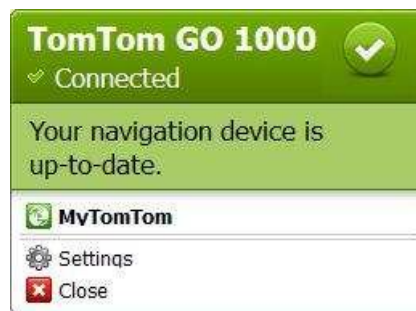 TomTom GO 1000
Connected
Your navigation device is
up-to-date.
MyTomTom
Settings
Close